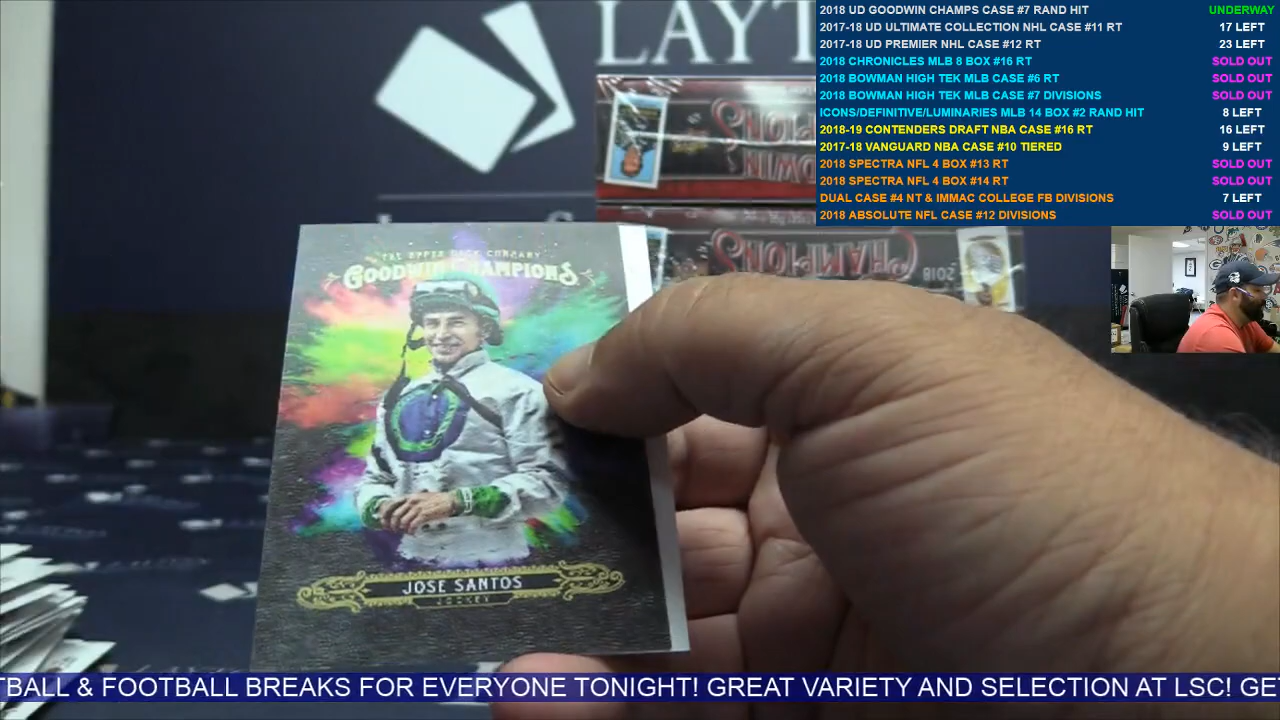 2018 UD GOODWIN CHAMPS CASE #7 RAND HIT UNDERWAY
2017-18 UD ULTIMATE COLLECTION NHL CASE #11 RT 17 LEFT
2017-18 UD PREMIER NHL CASE #12 RT 23 LEFT
2018 CHRONICLES MLB 8 BOX #16 RT SOLD OUT
2018 BOWMAN HIGH TEK MLB CASE #6 RT SOLD OUT
2018 BOWMAN HIGH TEK MLB CASE #7 DIVISIONS SOLD OUT
ICONS/DEFINITIVE/LUMINARIES MLB 14 BOX #2 RAND HIT 8 LEFT
2018-19 CONTENDERS DRAFT NBA CASE #16 RT 16 LEFT
2017-18 VANGUARD NBA CASE #10 TIERED 9 LEFT
2018 SPECTRA NFL 4 BOX #13 RT SOLD OUT
2018 SPECTRA NFL 4 BOX #14 RT SOLD OUT
DUAL CASE #4 NT & IMMAC COLLEGE FB DIVISIONS 7 LEFT
2018 ABSOLUTE NFL CASE #12 DIVISIONS SOLD OUT
LAYT
CHAMPIONS
2018
THE UPPER DECK COMPANY
GOODWIN CHAMPIONS
JOSE SANTOS
JOCKEY
TBALL & FOOTBALL BREAKS FOR EVERYONE TONIGHT! GREAT VARIETY AND SELECTION AT LSC! GE